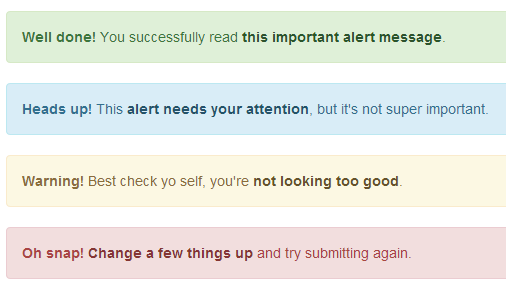 Well done! You successfully read this important alert message.
Heads up! This alert needs your attention, but it's not super important.
Warning! Best check yo self, you're not looking too good.
Oh snap! Change a few things up and try submitting again.